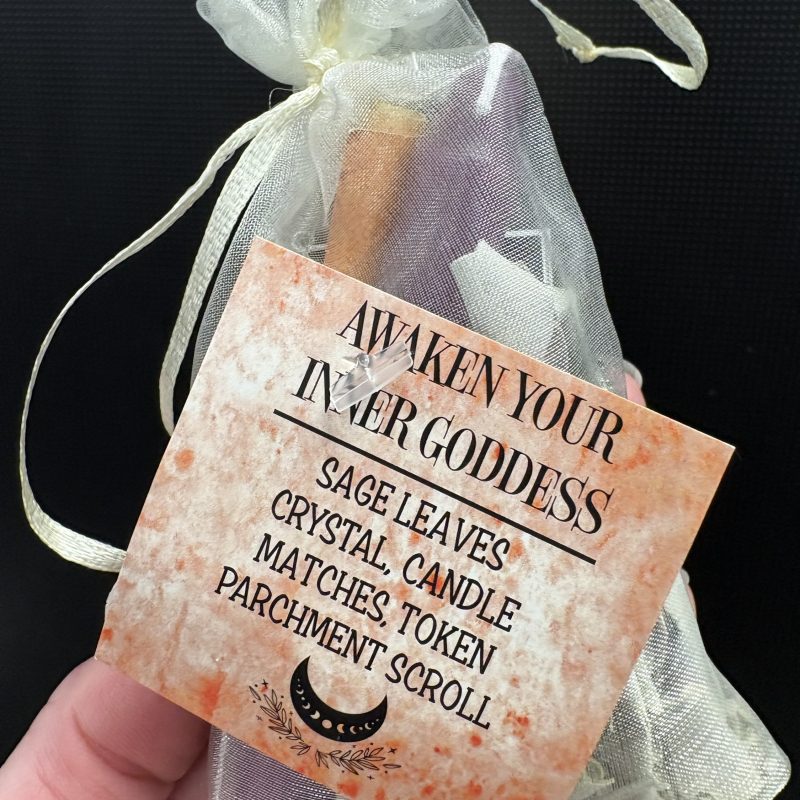 AWAKEN YOUR
INNER GODDESS
SAGE LEAVES
CRYSTAL, CANDLE
MATCHES, TOKEN
PARCHMENT SCROLL